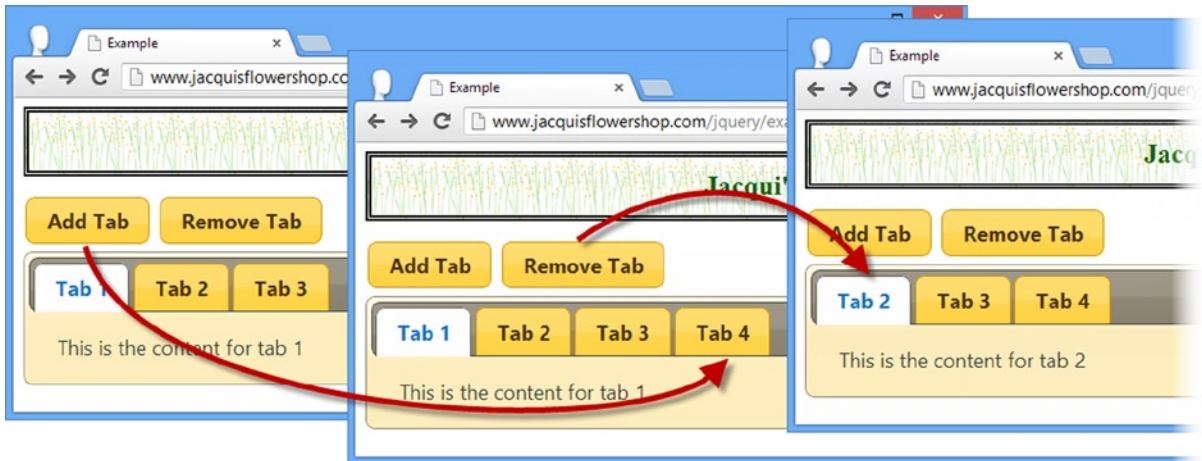 Example
www.jacquisflowershop.co
Add Tab Remove Tab
Tab 1 Tab 2 Tab 3
This is the content for tab 1
Example
www.jacquisflowershop.com/jquery/exa
Jacqui'
Add Tab Remove Tab
Tab 1 Tab 2 Tab 3 Tab 4
This is the content for tab 1
Example
www.jacquisflowershop.com/jquery
Jacq
Add Tab Remove Tab
Tab 2 Tab 3 Tab 4
This is the content for tab 2